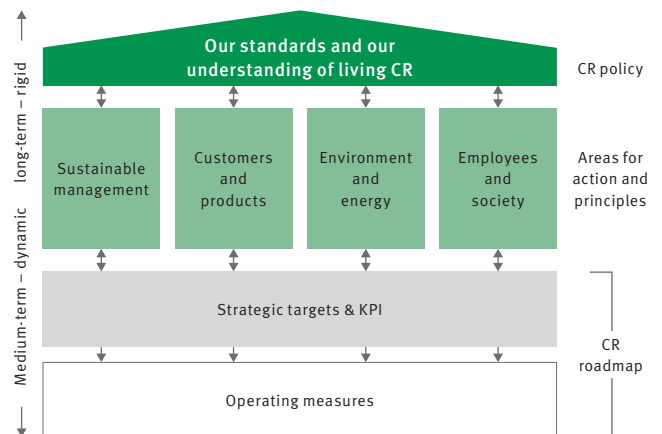 Our standards and our
understanding of living CR
CR policy
Sustainable
management
Customers
and
products
Environment
and
energy
Employees
and
society
Areas for
action and
principles
Strategic targets & KPI
CR
roadmap
Operating measures
Medium-term – dynamic long-term – rigid